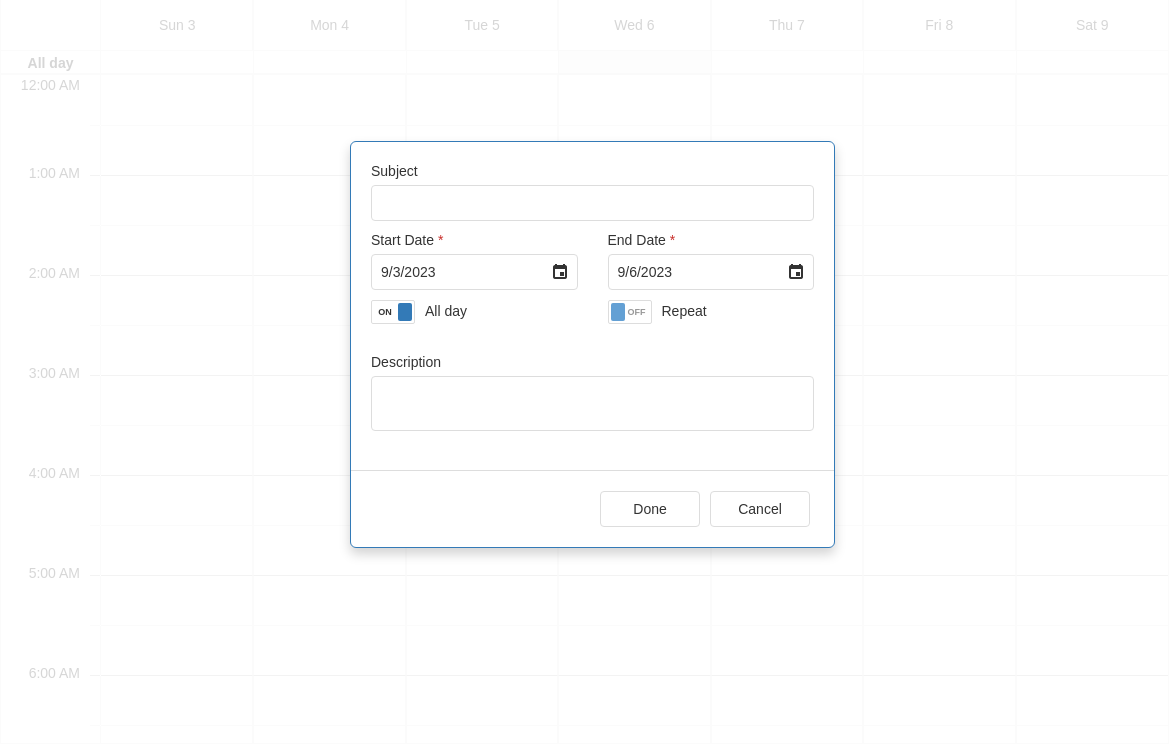 Sun 3 Mon 4 Tue 5 Wed 6 Thu 7 Fri 8 Sat 9
All day
12:00 AM
1:00 AM
2:00 AM
3:00 AM
4:00 AM
5:00 AM
6:00 AM
Subject
Start Date * End Date *
9/3/2023 9/6/2023
ON All day OFF Repeat
Description
Done Cancel